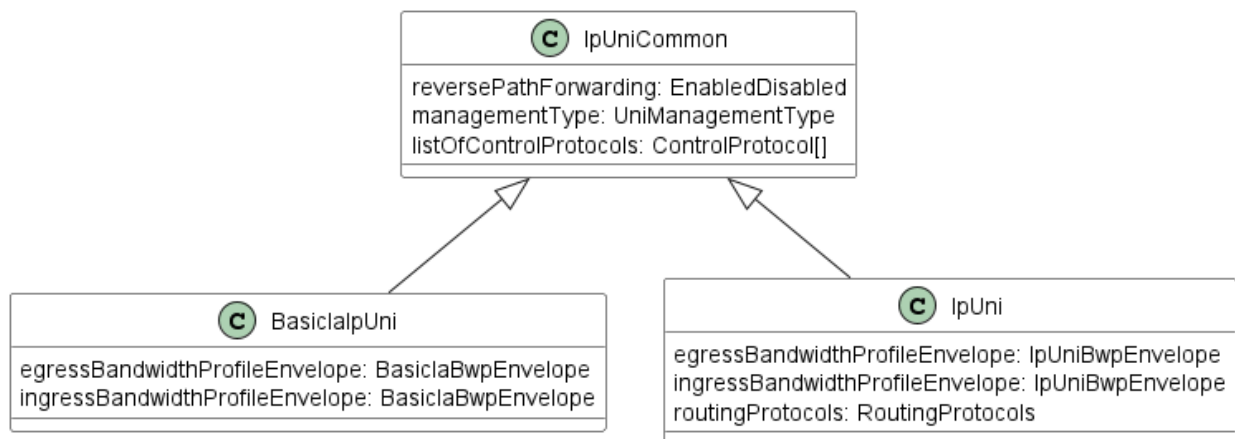 C IpUniCommon
reversePathForwarding: EnabledDisabled
managementType: UniManagementType
listOfControlProtocols: ControlProtocol[]
C BasicIaIpUni
egressBandwidthProfileEnvelope: BasicIaBwpEnvelope
ingressBandwidthProfileEnvelope: BasicIaBwpEnvelope
C IpUni
egressBandwidthProfileEnvelope: IpUniBwpEnvelope
ingressBandwidthProfileEnvelope: IpUniBwpEnvelope
routingProtocols: RoutingProtocols